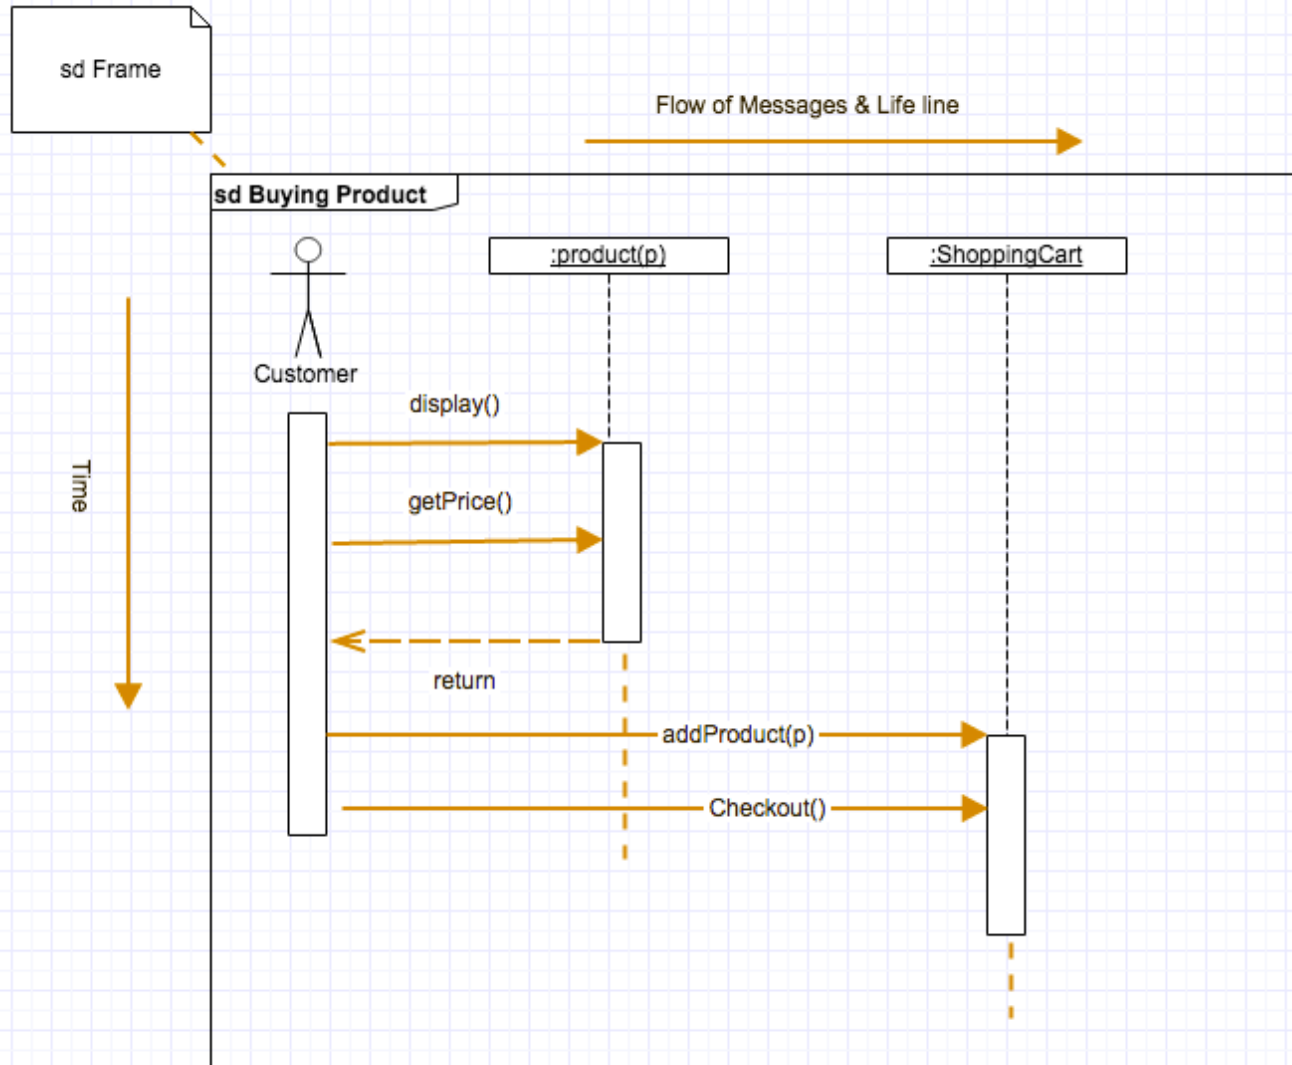 sd Frame
Flow of Messages & Life line
sd Buying Product
:product(p)
:ShoppingCart
Customer
display()
Time
getPrice()
return
addProduct(p)
Checkout()